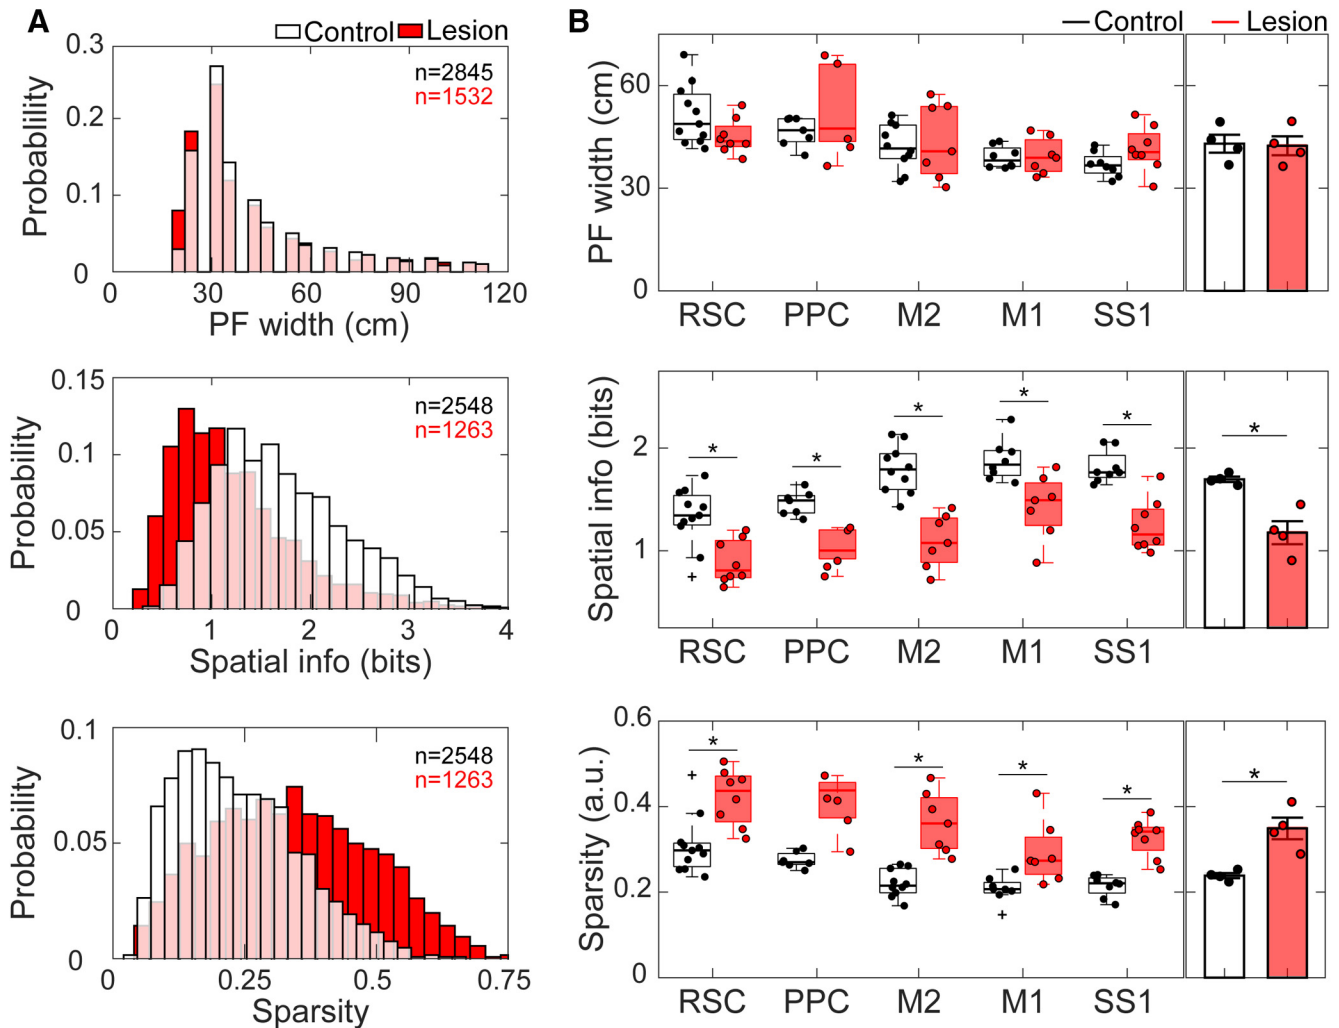 A
Control Lesion
0.3
0.2
0.1
0
Probability
n=2845
n=1532
0 30 60 90 120
PF width (cm)
0.15
0.1
0.05
0
Probability
n=2548
n=1263
0 1 2 3 4
Spatial info (bits)
0.1
0.05
0
Probability
n=2548
n=1263
0 0.25 0.5 0.75
Sparsity
B
Control Lesion
60
30
0
PF width (cm)
RSC PPC M2 M1 SS1
2
1
Spatial info (bits)
* * * * * *
RSC PPC M2 M1 SS1
0.6
0.4
0.2
0
Sparsity (a.u.)
* * * * *
RSC PPC M2 M1 SS1